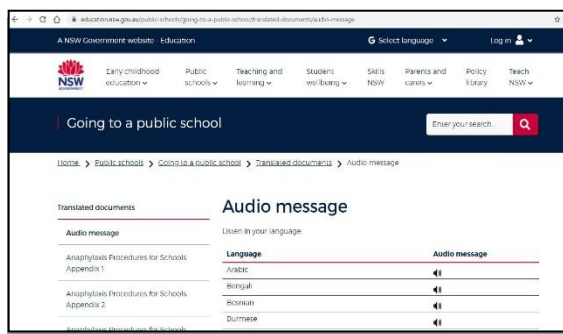 education.nsw.gov.au/public-schools/going-to-a-public-school/translated-documents/audio-message
A NSW Government website - Education
G Select language
Log in
NSW
GOVERNMENT
Early childhood
education
Public
schools
Teaching and
learning
Student
wellbeing
Skills
NSW
Parents and
carers
Policy
library
Teach
NSW
Going to a public school
Enter your search...
Home > Public schools > Going to a public school > Translated documents > Audio message
Translated documents
Audio message
Anaphylaxis Procedures for Schools
Appendix 1
Anaphylaxis Procedures for Schools
Appendix 2
Anaphylaxis Procedures for Schools
Audio message
Listen in your language
Language Audio message
Arabic
Bengali
Bosnian
Burmese